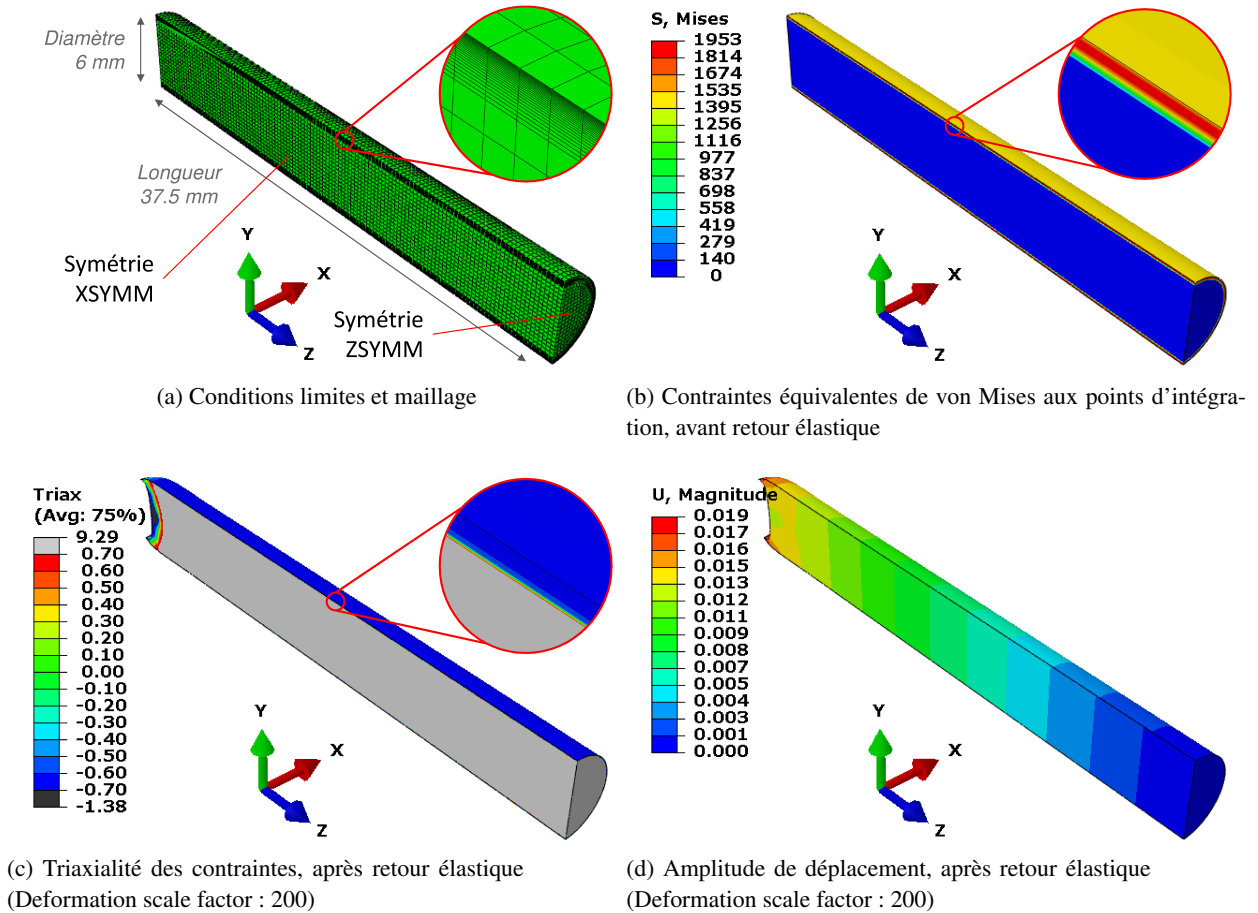 Diamètre
6 mm
Longueur
37.5 mm
Symétrie
XSYMM
Symétrie
ZSYMM
Y
X
Z
(a) Conditions limites et maillage
S, Mises
1953
1814
1674
1535
1395
1256
1116
977
837
698
558
419
279
140
0
Y
X
Z
(b) Contraintes équivalentes de von Mises aux points d'intégra-
tion, avant retour élastique
Triax
(Avg: 75%)
9.29
0.70
0.60
0.50
0.40
0.30
0.20
0.10
0.00
-0.10
-0.20
-0.30
-0.40
-0.50
-0.60
-0.70
-1.38
Y
X
Z
(c) Triaxialité des contraintes, après retour élastique
(Deformation scale factor : 200)
U, Magnitude
0.019
0.017
0.016
0.015
0.013
0.012
0.011
0.009
0.008
0.007
0.005
0.004
0.003
0.001
0.000
Y
X
Z
(d) Amplitude de déplacement, après retour élastique
(Deformation scale factor : 200)